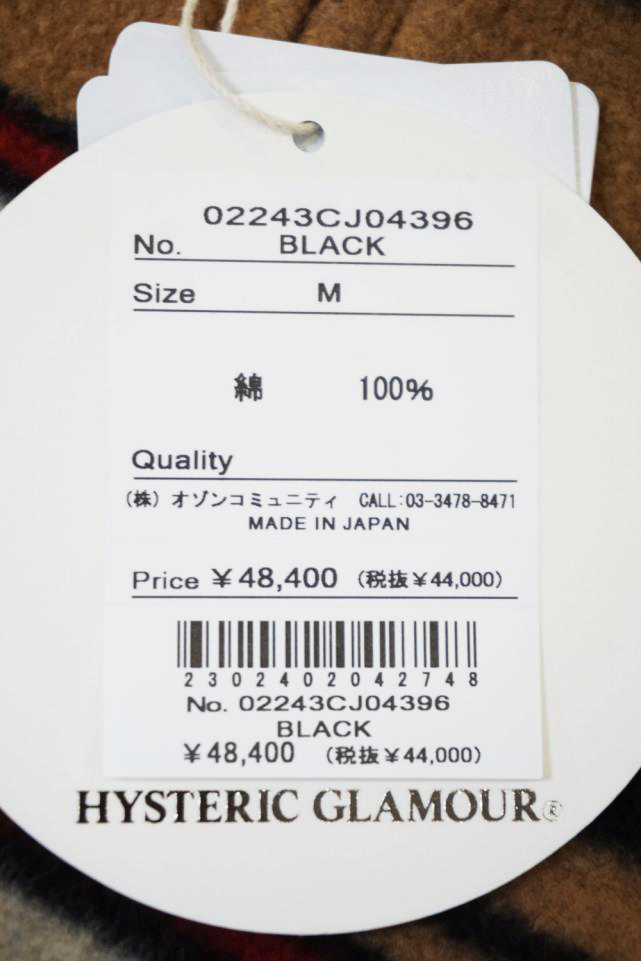 02243CJ04396
No. BLACK
Size M
綿 100%
Quality
(株) オゾンコミュニティ CALL:03-3478-8471
MADE IN JAPAN
Price ¥48,400 (税抜¥44,000)
2302402042748
No. 02243CJ04396
BLACK
¥48,400 (税抜¥44,000)
HYSTERIC GLAMOUR®